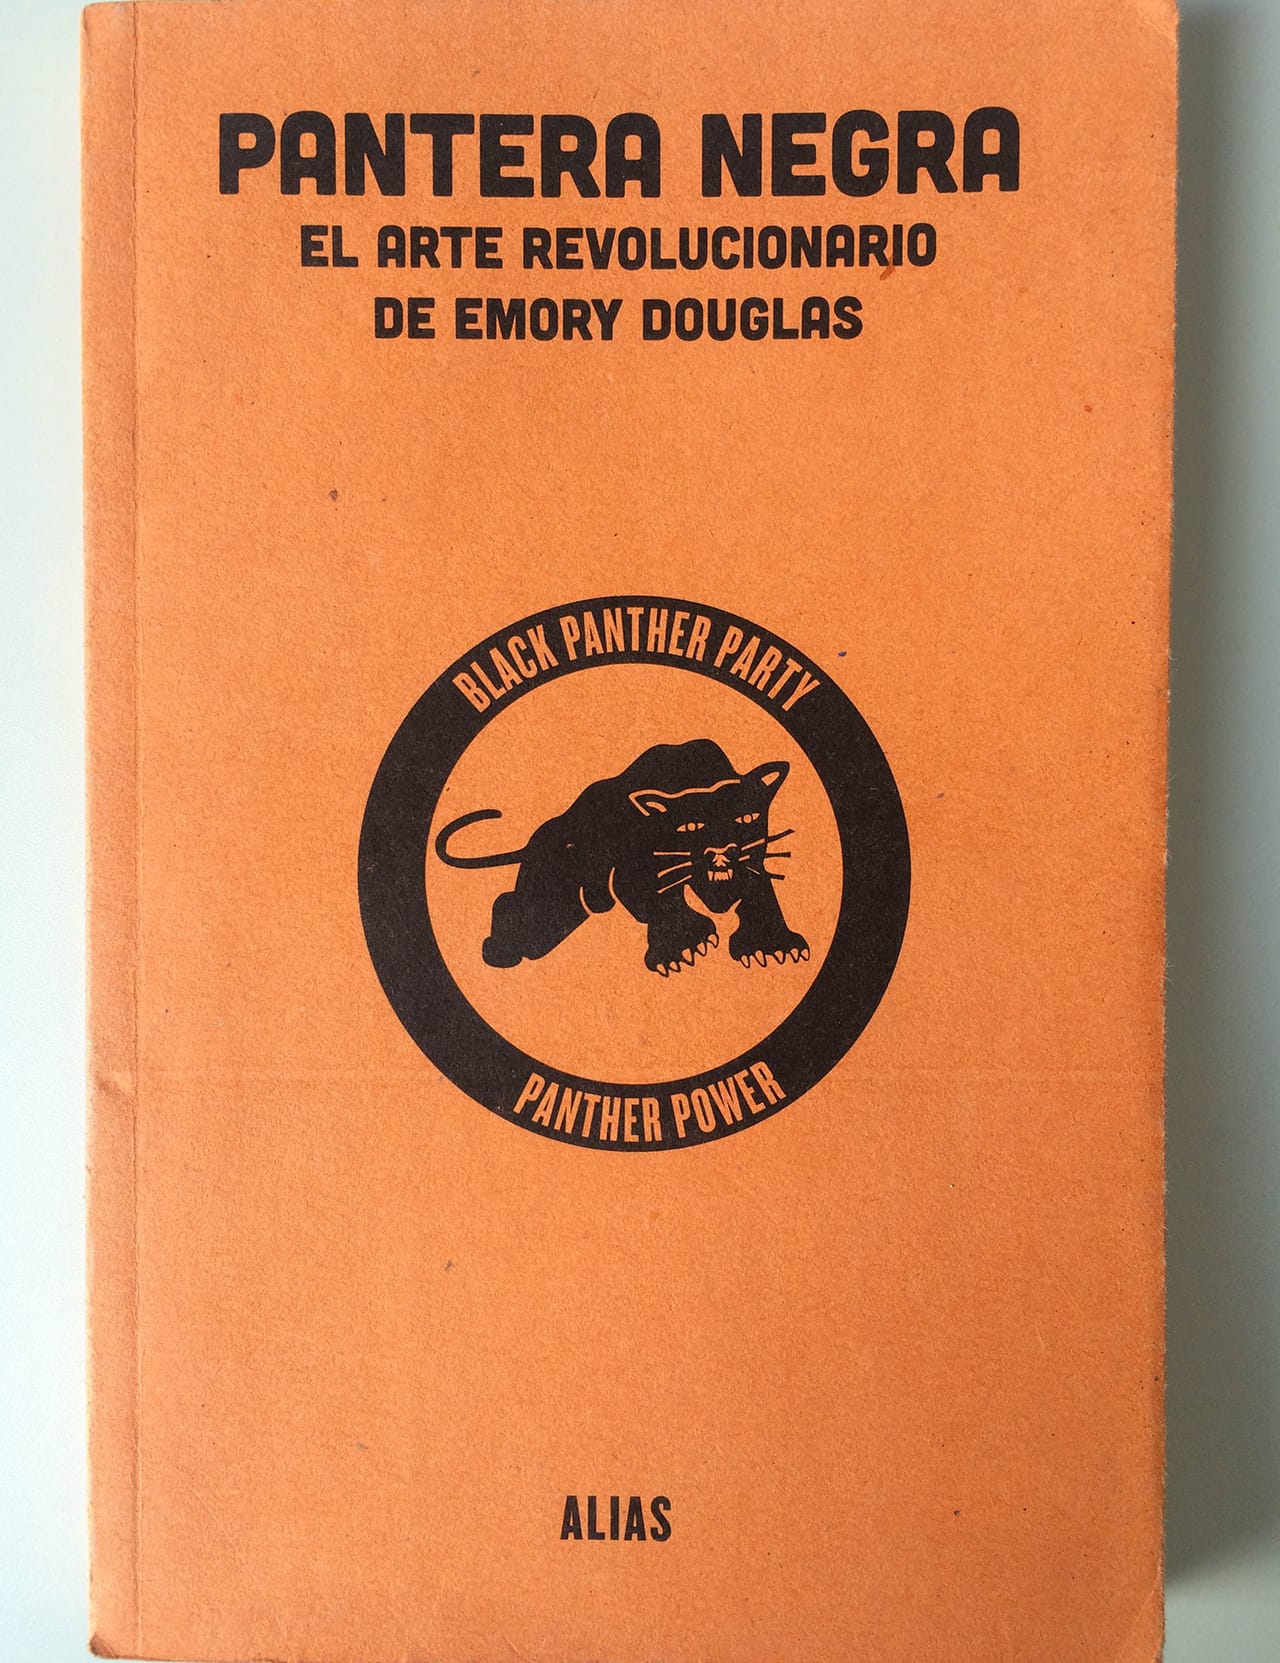 PANTERA NEGRA
EL ARTE REVOLUCIONARIO
DE EMORY DOUGLAS
BLACK PANTHER PARTY
PANTHER POWER
ALIAS